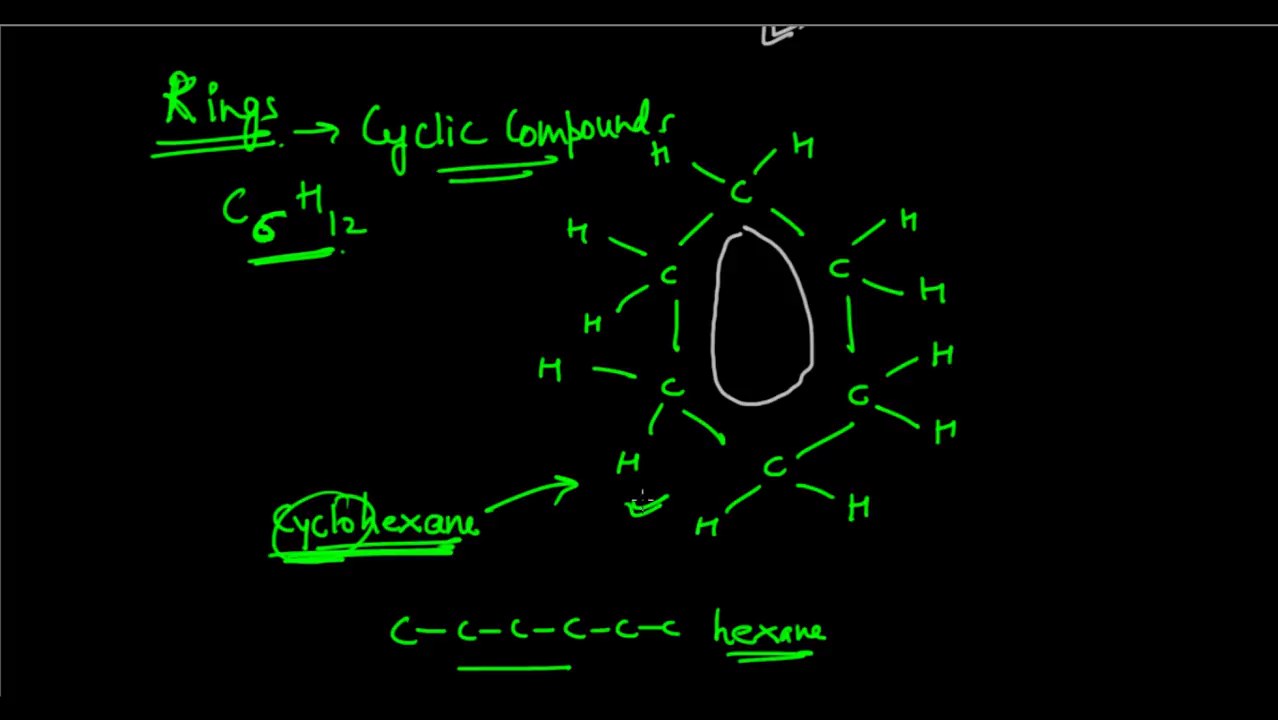 Rings → Cyclic Compounds
C6H12
H H
C
H H
C C
H H
H
H H
C C
H
H C
H H
Cyclohexane
C-C-C-C-C-C hexane